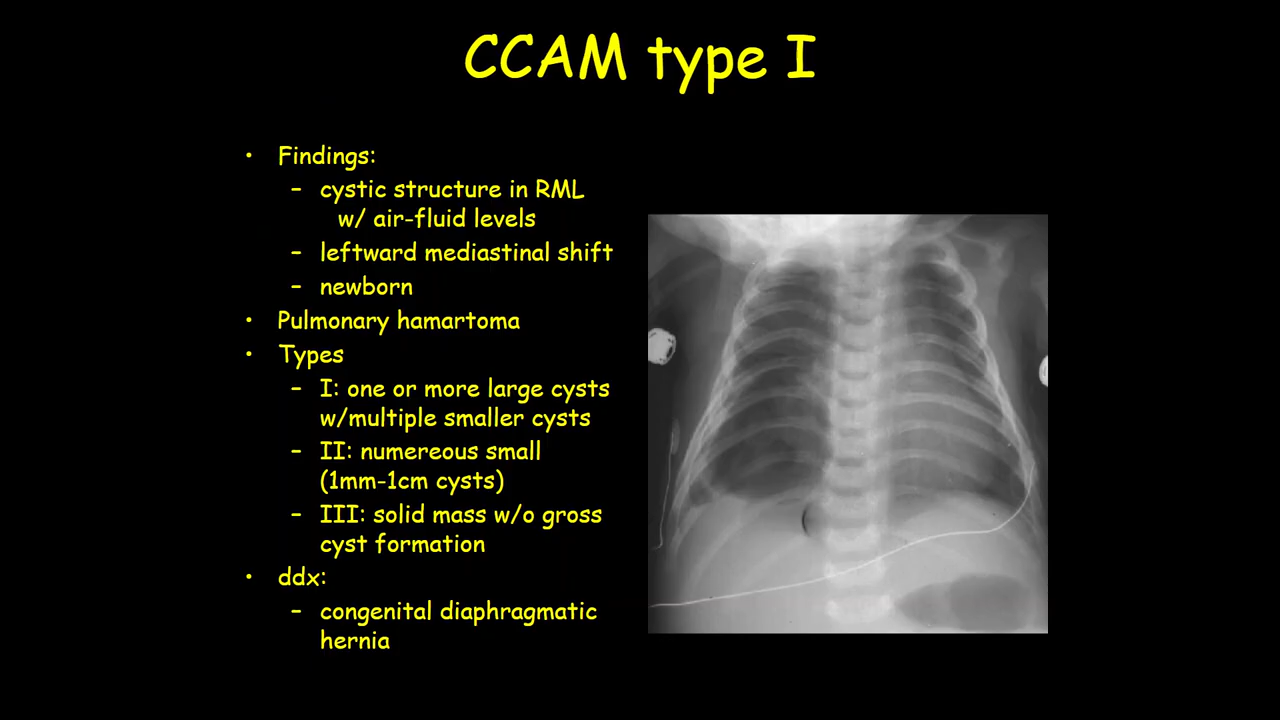 CCAM type I
• Findings:
– cystic structure in RML
w/ air-fluid levels
– leftward mediastinal shift
– newborn
• Pulmonary hamartoma
• Types
– I: one or more large cysts
w/multiple smaller cysts
– II: numereous small
(1mm-1cm cysts)
– III: solid mass w/o gross
cyst formation
• ddx:
– congenital diaphragmatic
hernia